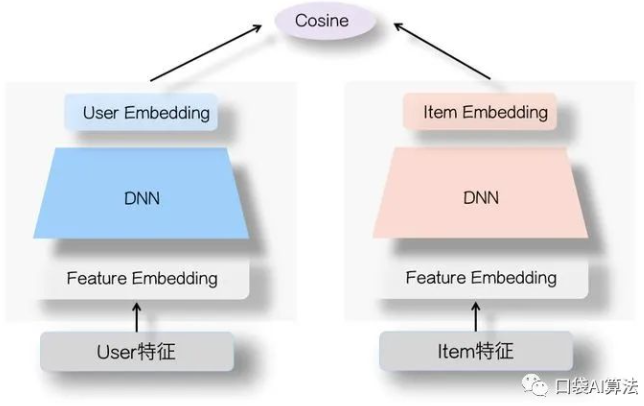 Cosine
User Embedding
Item Embedding
DNN
DNN
Feature Embedding
Feature Embedding
User特征
Item特征
口袋AI算法